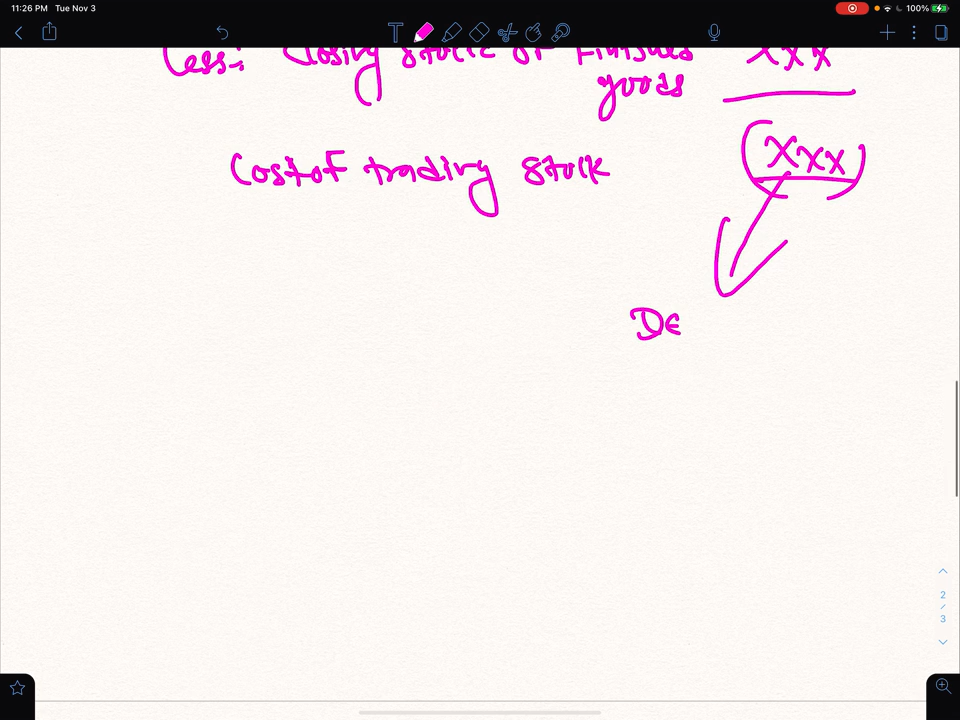 11:26 PM Tue Nov 3 100%
Less: Closing stock of Finished XXX
goods
Cost of trading stock (XXX)
De
2
/
3